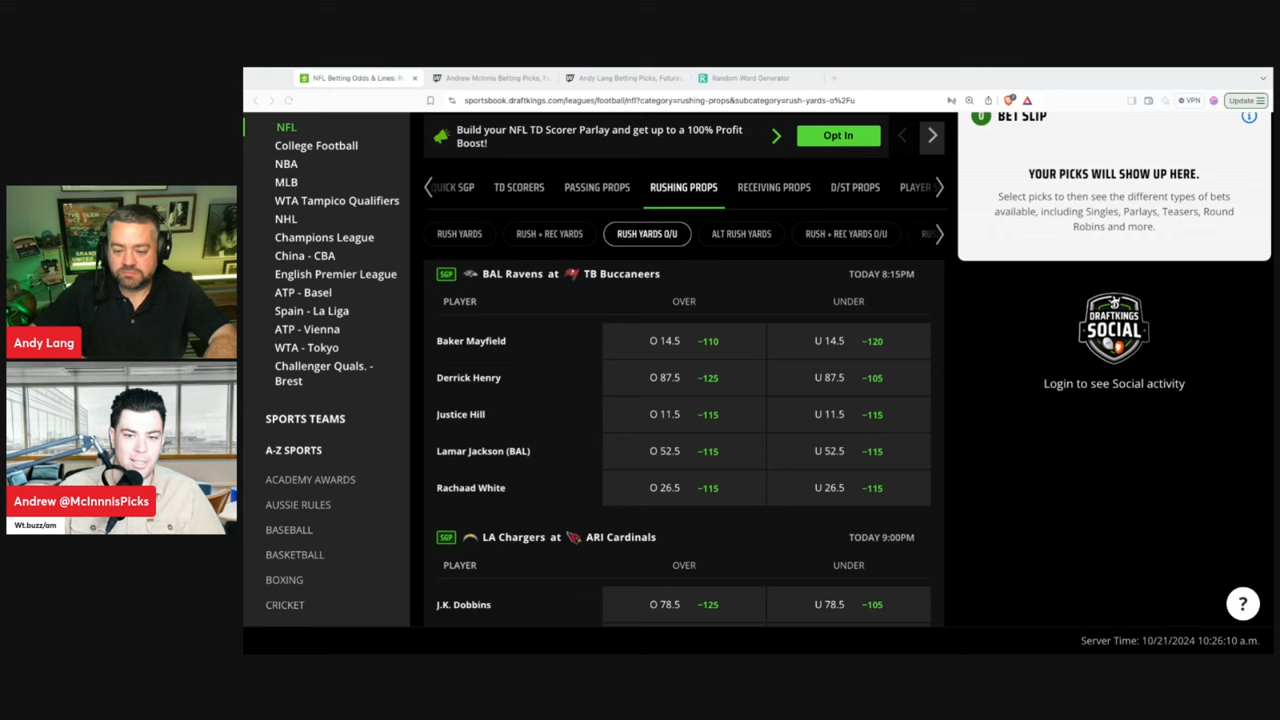 NFL Betting Odds & Lines: R
Andrew McInnis Betting Picks, Fu
Andy Lang Betting Picks, Future
Random Word Generator
sportsbook.draftkings.com/leagues/football/nfl?category=rushing-props&subcategory=rush-yards-o%2Fu
VPN
Update
NFL
College Football
NBA
MLB
WTA Tampico Qualifiers
NHL
Champions League
China - CBA
English Premier League
ATP - Basel
Spain - La Liga
ATP - Vienna
WTA - Tokyo
Challenger Quals. -
Brest
SPORTS TEAMS
A-Z SPORTS
ACADEMY AWARDS
AUSSIE RULES
BASEBALL
BASKETBALL
BOXING
CRICKET
Build your NFL TD Scorer Parlay and get up to a 100% Profit
Boost!
Opt In
QUICK SGP TD SCORERS PASSING PROPS RUSHING PROPS RECEIVING PROPS D/ST PROPS PLAYER
RUSH YARDS RUSH + REC YARDS RUSH YARDS O/U ALT RUSH YARDS RUSH + REC YARDS O/U
SGP BAL Ravens at TB Buccaneers TODAY 8:15PM
PLAYER OVER UNDER
Baker Mayfield O 14.5 −110 U 14.5 −120
Derrick Henry O 87.5 −125 U 87.5 −105
Justice Hill O 11.5 −115 U 11.5 −115
Lamar Jackson (BAL) O 52.5 −115 U 52.5 −115
Rachaad White O 26.5 −115 U 26.5 −115
SGP LA Chargers at ARI Cardinals TODAY 9:00PM
PLAYER OVER UNDER
J.K. Dobbins O 78.5 −125 U 78.5 −105
0 BET SLIP
YOUR PICKS WILL SHOW UP HERE.
Select picks to then see the different types of bets
available, including Singles, Parlays, Teasers, Round
Robins and more.
DRAFTKINGS
SOCIAL
Login to see Social activity
?
Server Time: 10/21/2024 10:26:10 a.m.
Andy Lang
Andrew @McInnnisPicks
Wt.buzz/am